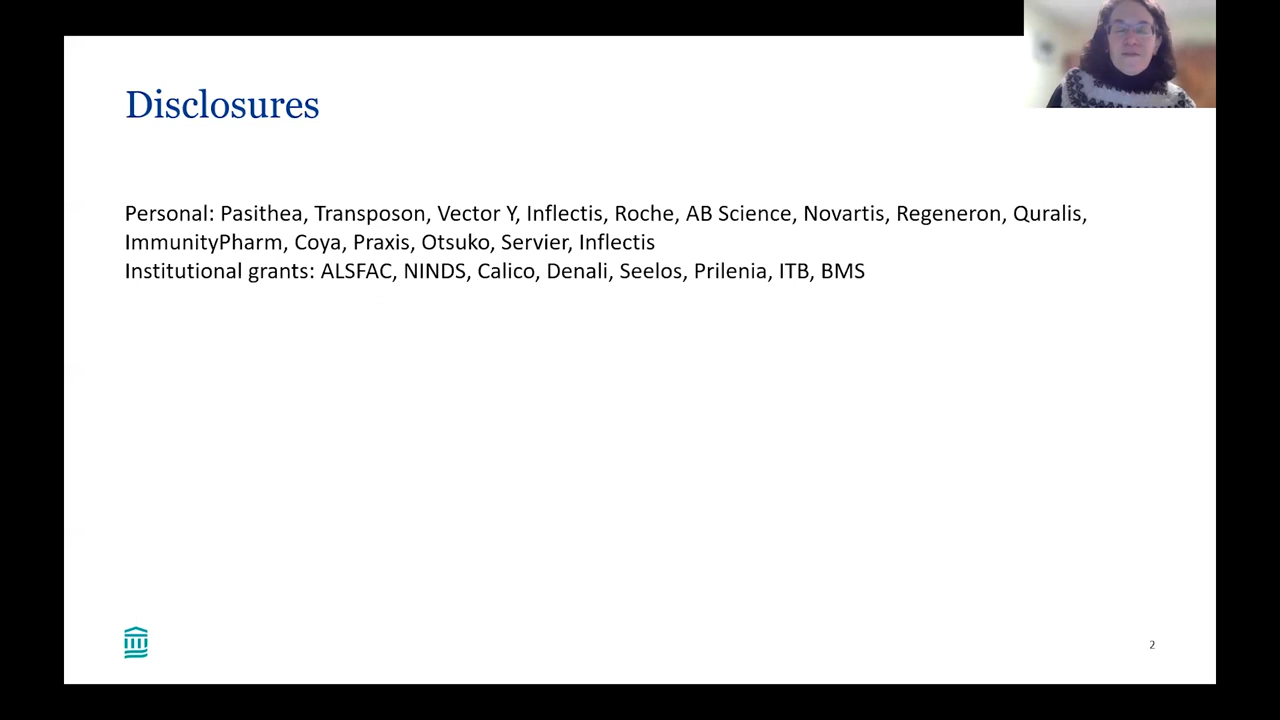 Disclosures
Personal: Pasithea, Transposon, Vector Y, Inflectis, Roche, AB Science, Novartis, Regeneron, Quralis,
ImmunityPharm, Coya, Praxis, Otsuko, Servier, Inflectis
Institutional grants: ALSFAC, NINDS, Calico, Denali, Seelos, Prilenia, ITB, BMS
2